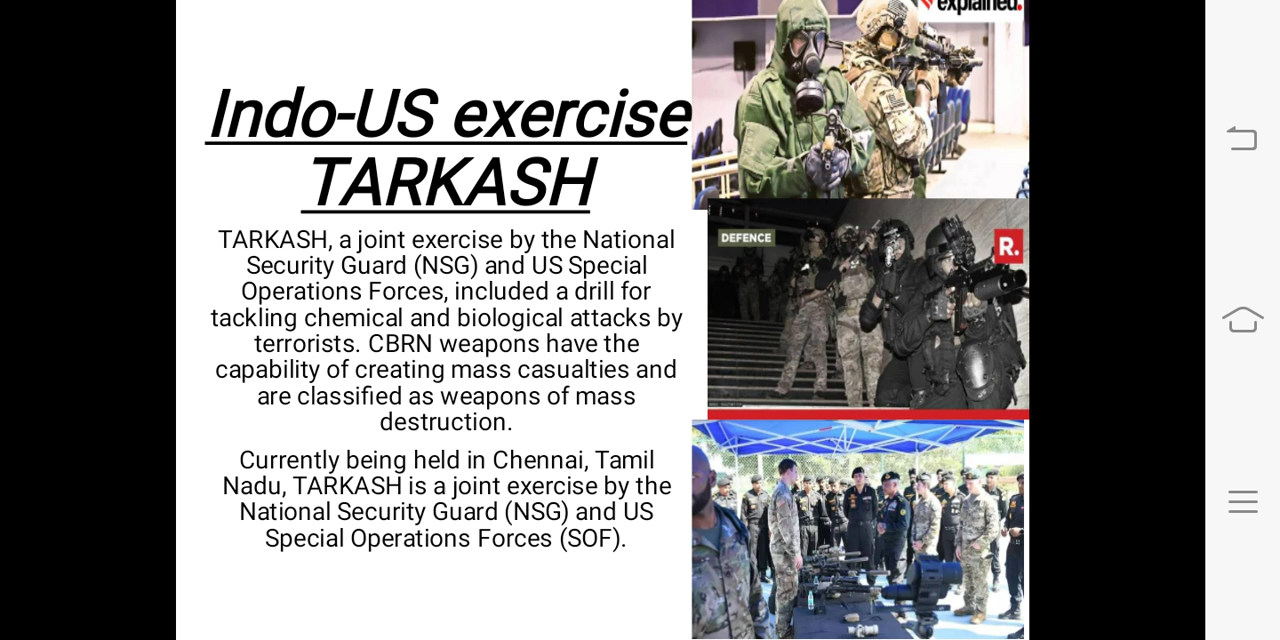 explained.
Indo-US exercise
TARKASH
TARKASH, a joint exercise by the National
Security Guard (NSG) and US Special
Operations Forces, included a drill for
tackling chemical and biological attacks by
terrorists. CBRN weapons have the
capability of creating mass casualties and
are classified as weapons of mass
destruction.
Currently being held in Chennai, Tamil
Nadu, TARKASH is a joint exercise by the
National Security Guard (NSG) and US
Special Operations Forces (SOF).
DEFENCE
R.